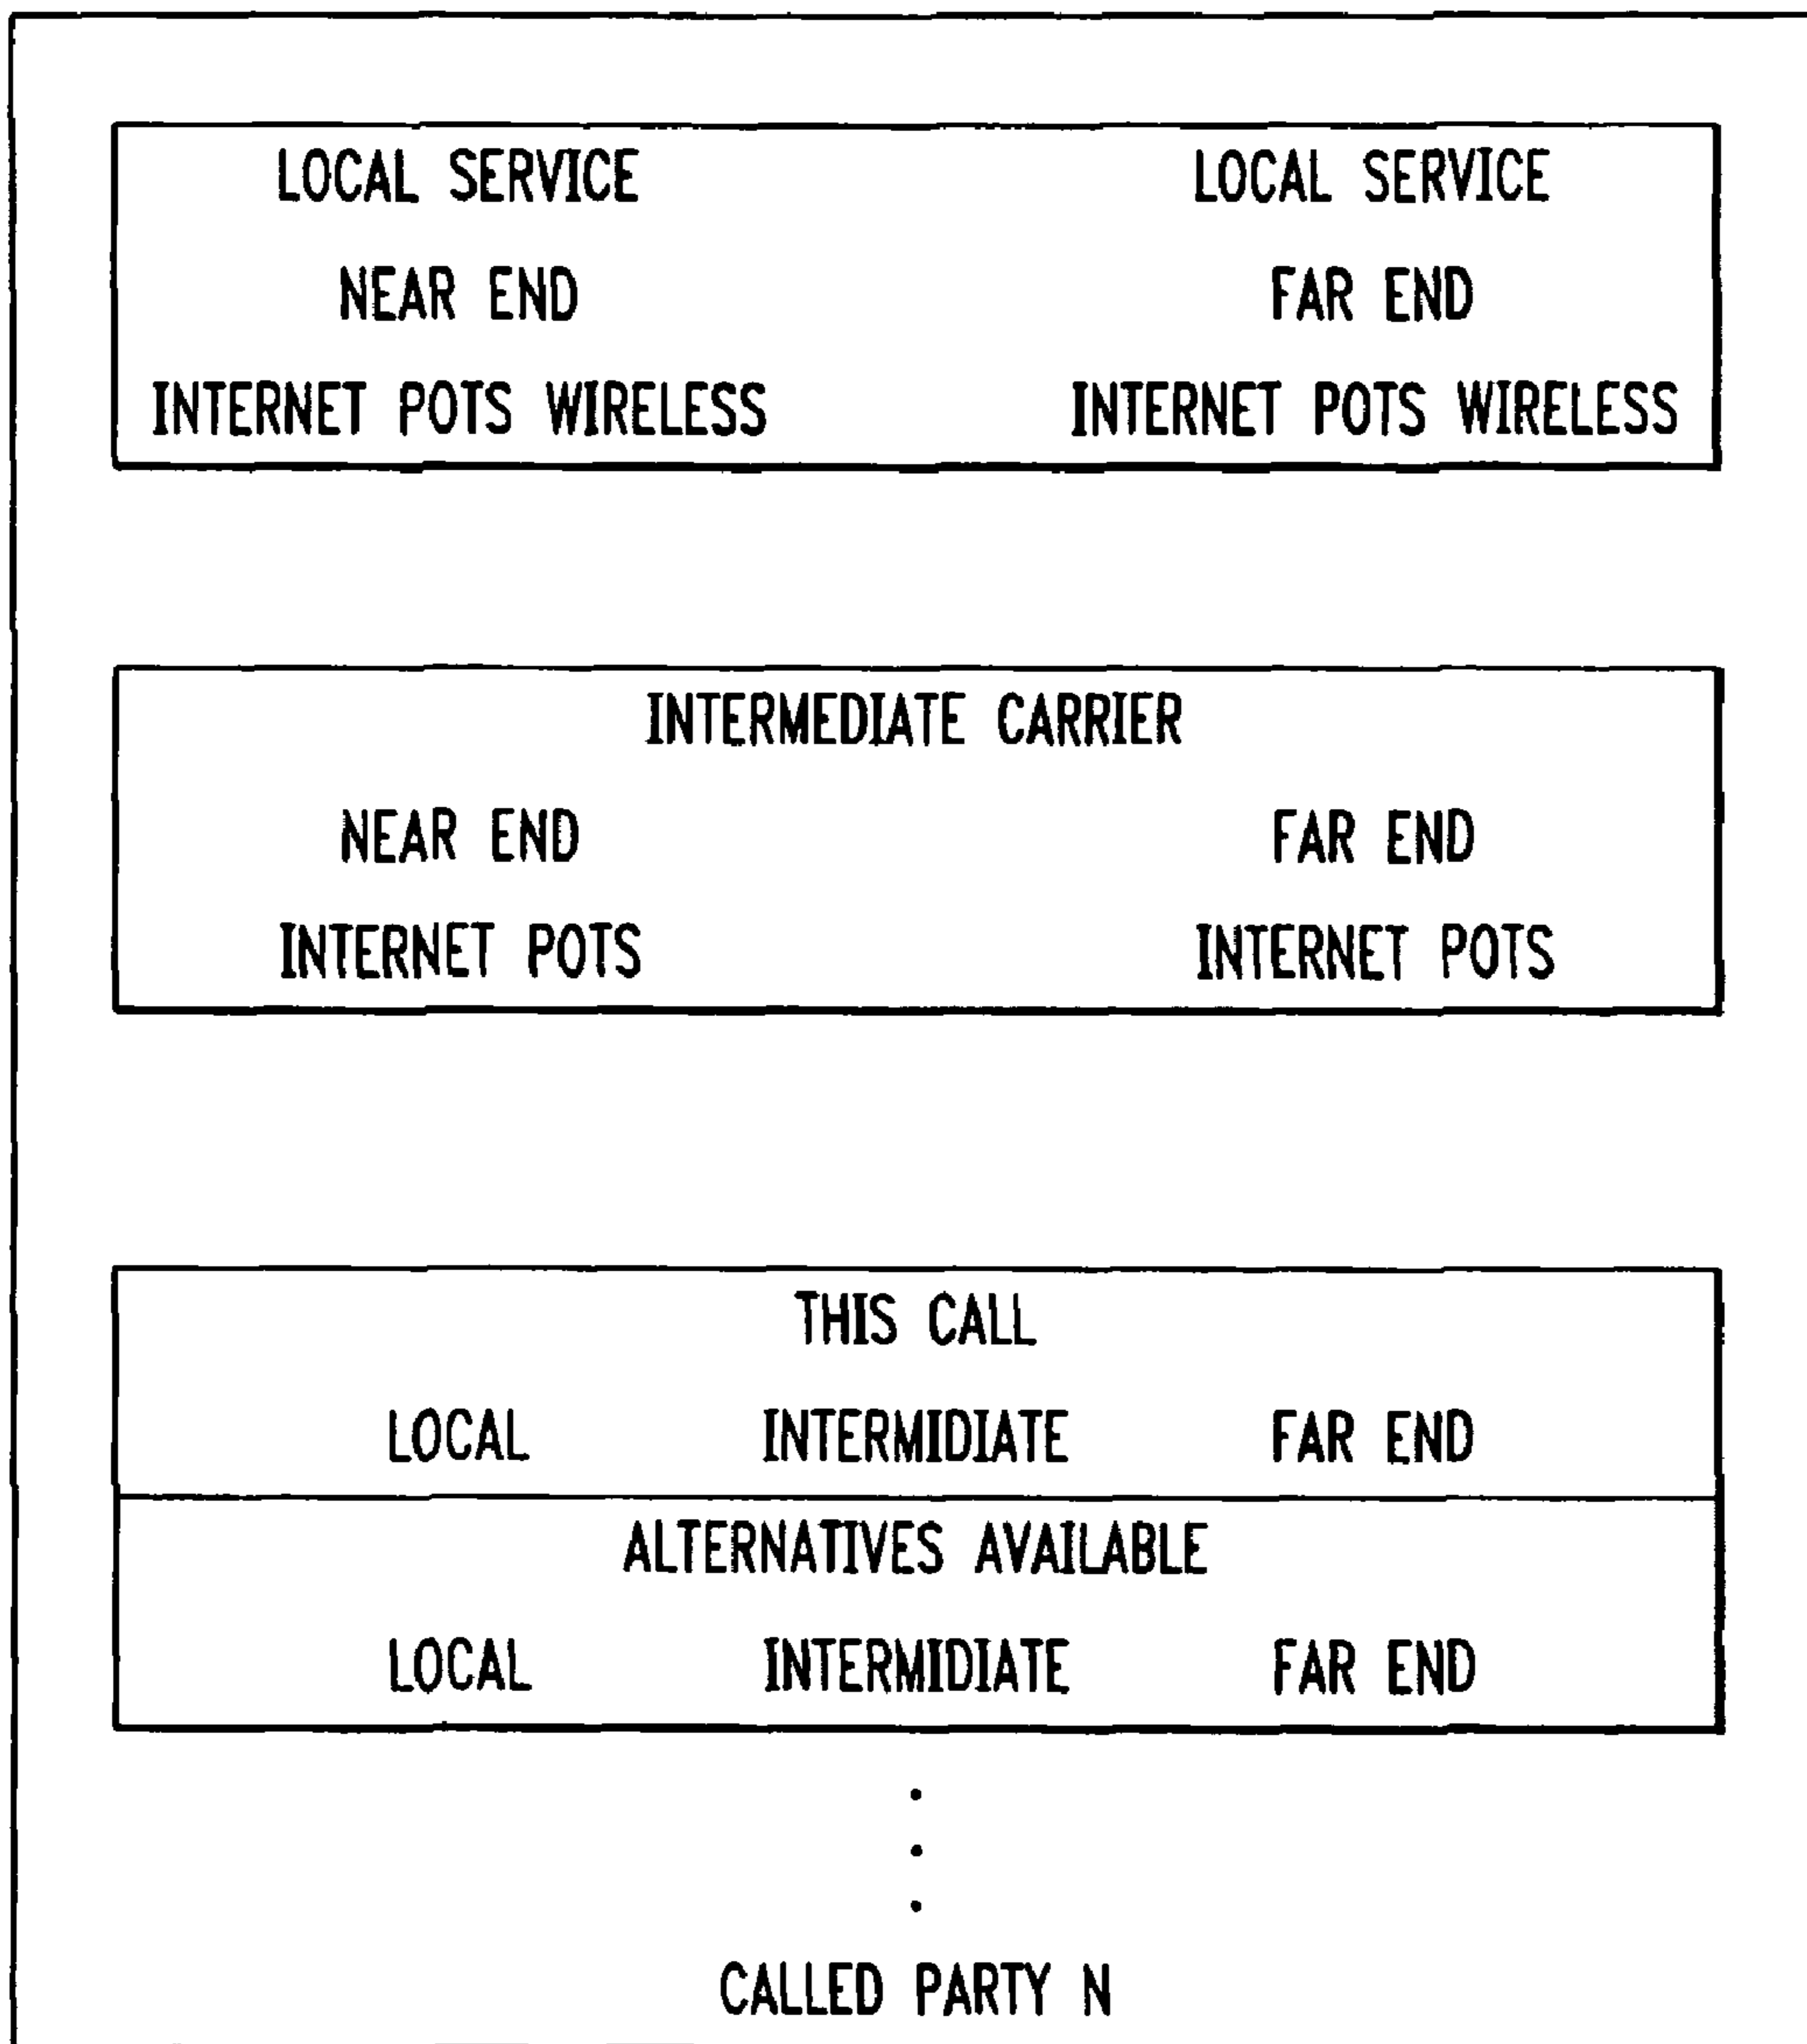 LOCAL SERVICE LOCAL SERVICE
NEAR END FAR END
INTERNET POTS WIRELESS INTERNET POTS WIRELESS
INTERMEDIATE CARRIER
NEAR END FAR END
INTERNET POTS INTERNET POTS
THIS CALL
LOCAL INTERMIDIATE FAR END
ALTERNATIVES AVAILABLE
LOCAL INTERMIDIATE FAR END
CALLED PARTY N